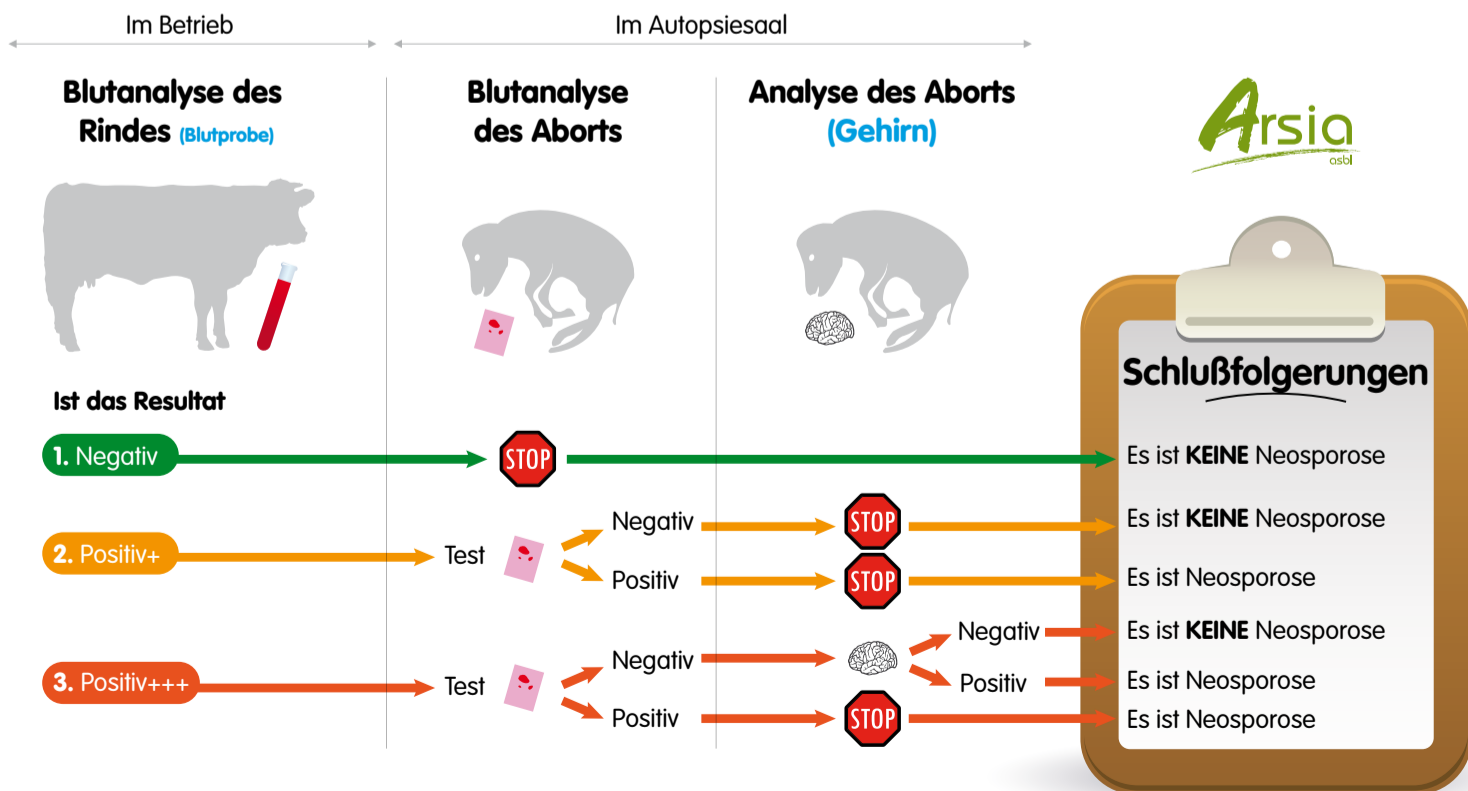 Im Betrieb
Im Autopsiesaal
Blutanalyse des
Rindes (Blutprobe)
Blutanalyse
des Aborts
Analyse des Aborts
(Gehirn)
Arsia
asbl
Schlußfolgerungen
Ist das Resultat
1. Negativ
STOP
Es ist KEINE Neosporose
2. Positiv+
Test
Negativ
STOP
Es ist KEINE Neosporose
Positiv
STOP
Es ist Neosporose
3. Positiv+++
Test
Negativ
Negativ
Es ist KEINE Neosporose
Positiv
Es ist Neosporose
Positiv
STOP
Es ist Neosporose